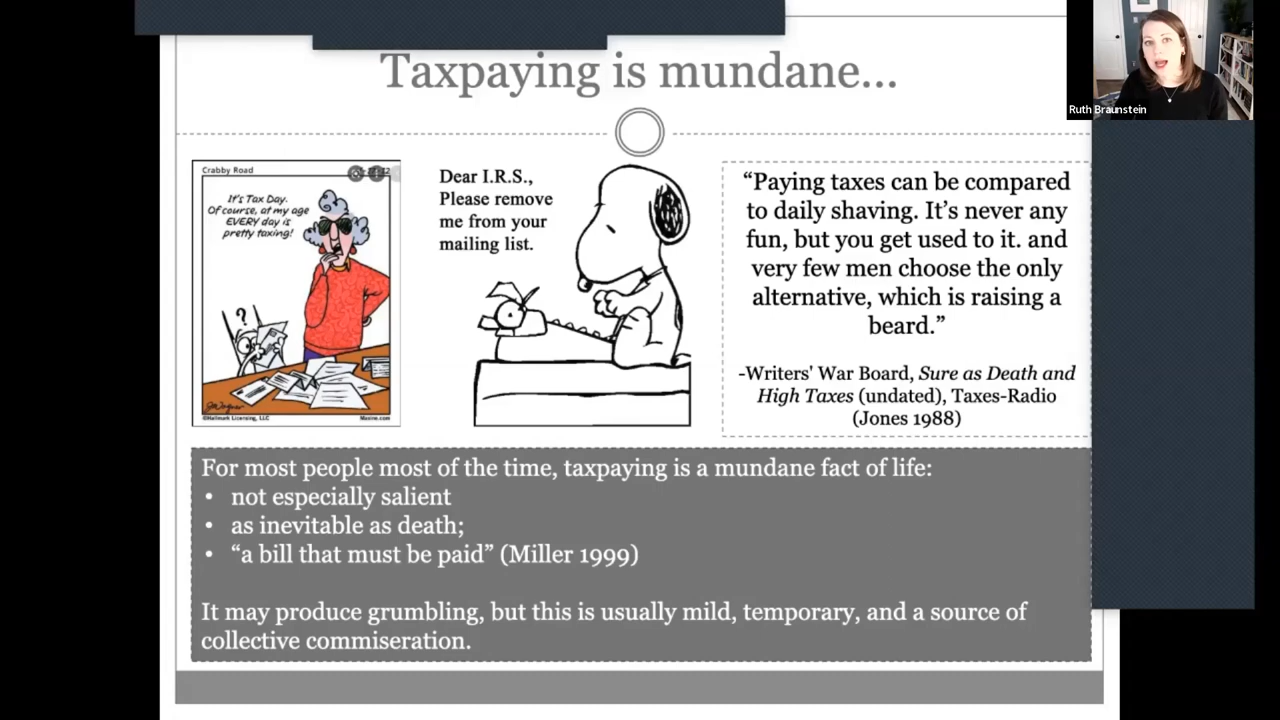 Taxpaying is mundane...
Ruth Braunstein
Crabby Road
It's Tax Day.
Of course, at my age
EVERY day is
pretty taxing!
?
©Hallmark Licensing, LLC
Maxine.com
Dear I.R.S.,
Please remove
me from your
mailing list.
“Paying taxes can be compared
to daily shaving. It’s never any
fun, but you get used to it. and
very few men choose the only
alternative, which is raising a
beard.”
-Writers' War Board, Sure as Death and
High Taxes (undated), Taxes-Radio
(Jones 1988)
For most people most of the time, taxpaying is a mundane fact of life:
• not especially salient
• as inevitable as death;
• “a bill that must be paid” (Miller 1999)
It may produce grumbling, but this is usually mild, temporary, and a source of
collective commiseration.